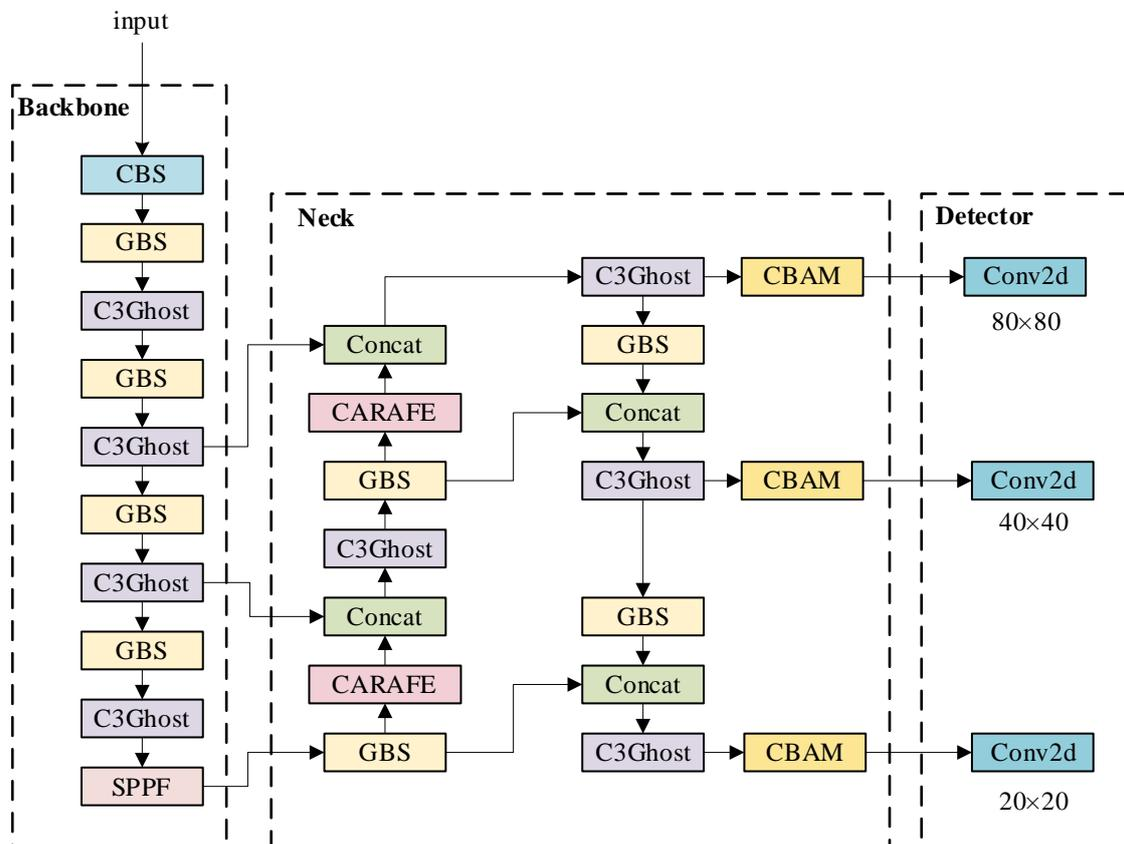 input
Backbone
CBS
GBS
C3Ghost
GBS
C3Ghost
GBS
C3Ghost
GBS
C3Ghost
SPPF
Neck
Concat
CARAFE
GBS
C3Ghost
Concat
CARAFE
GBS
C3Ghost
CBAM
GBS
Concat
C3Ghost
CBAM
GBS
Concat
C3Ghost
CBAM
Detector
Conv2d
80×80
Conv2d
40×40
Conv2d
20×20